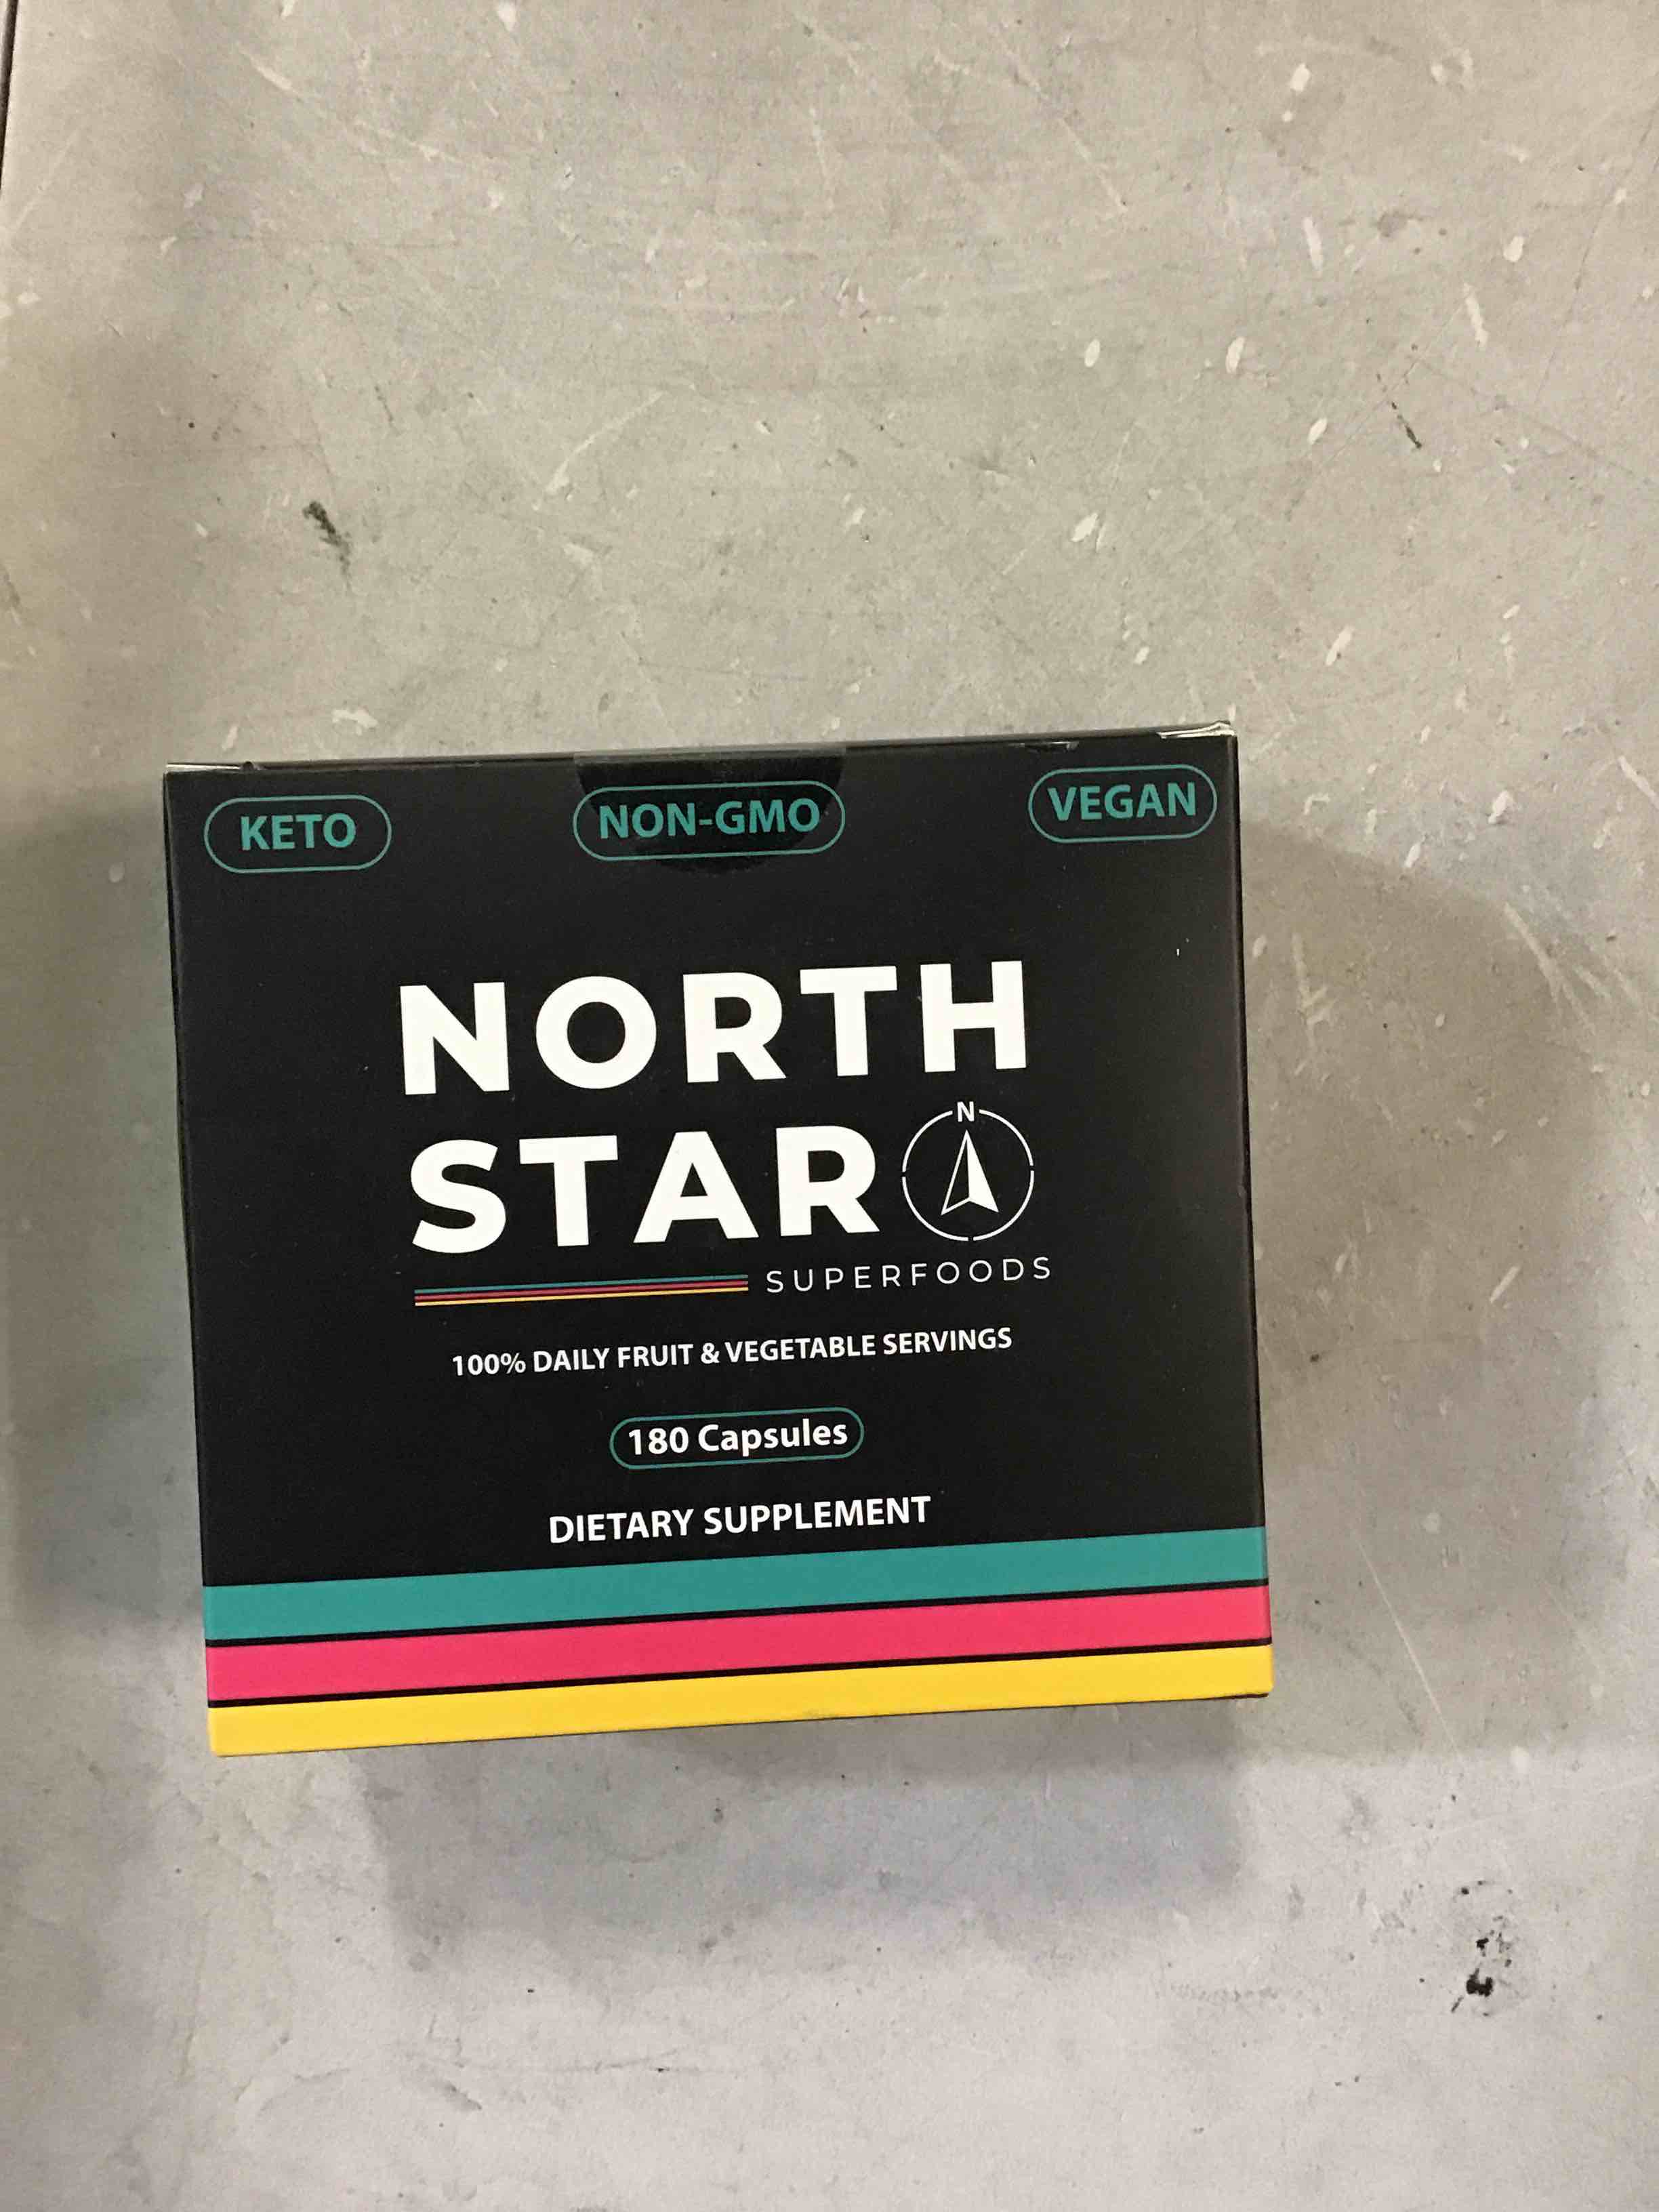 KETO NON-GMO VEGAN
NORTH
STAR
N
SUPERFOODS
100% DAILY FRUIT & VEGETABLE SERVINGS
180 Capsules
DIETARY SUPPLEMENT